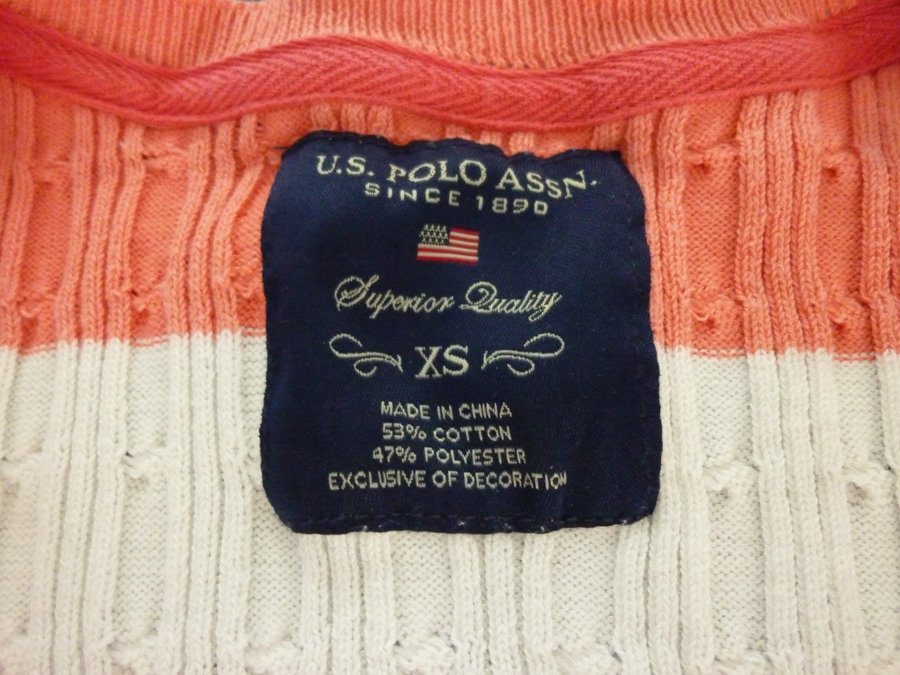 U.S. POLO ASSN.
SINCE 1890
Superior Quality
XS
MADE IN CHINA
53% COTTON
47% POLYESTER
EXCLUSIVE OF DECORATION